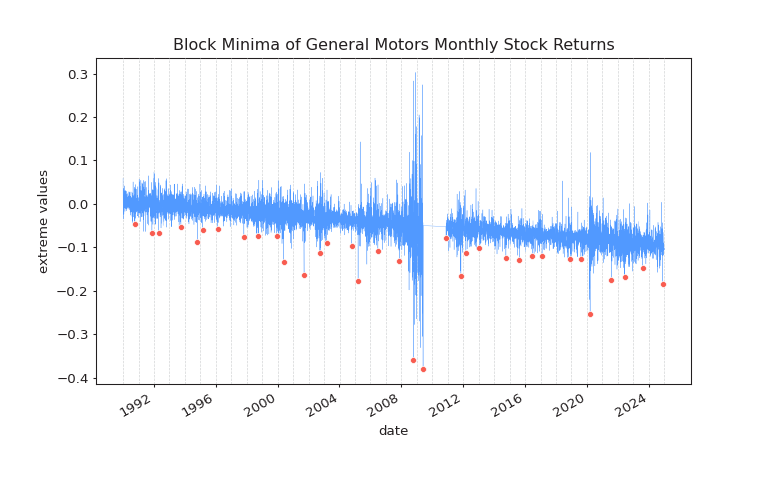 Block Minima of General Motors Monthly Stock Returns
extreme values
0.3
0.2
0.1
0.0
−0.1
−0.2
−0.3
−0.4
1992 1996 2000 2004 2008 2012 2016 2020 2024
date